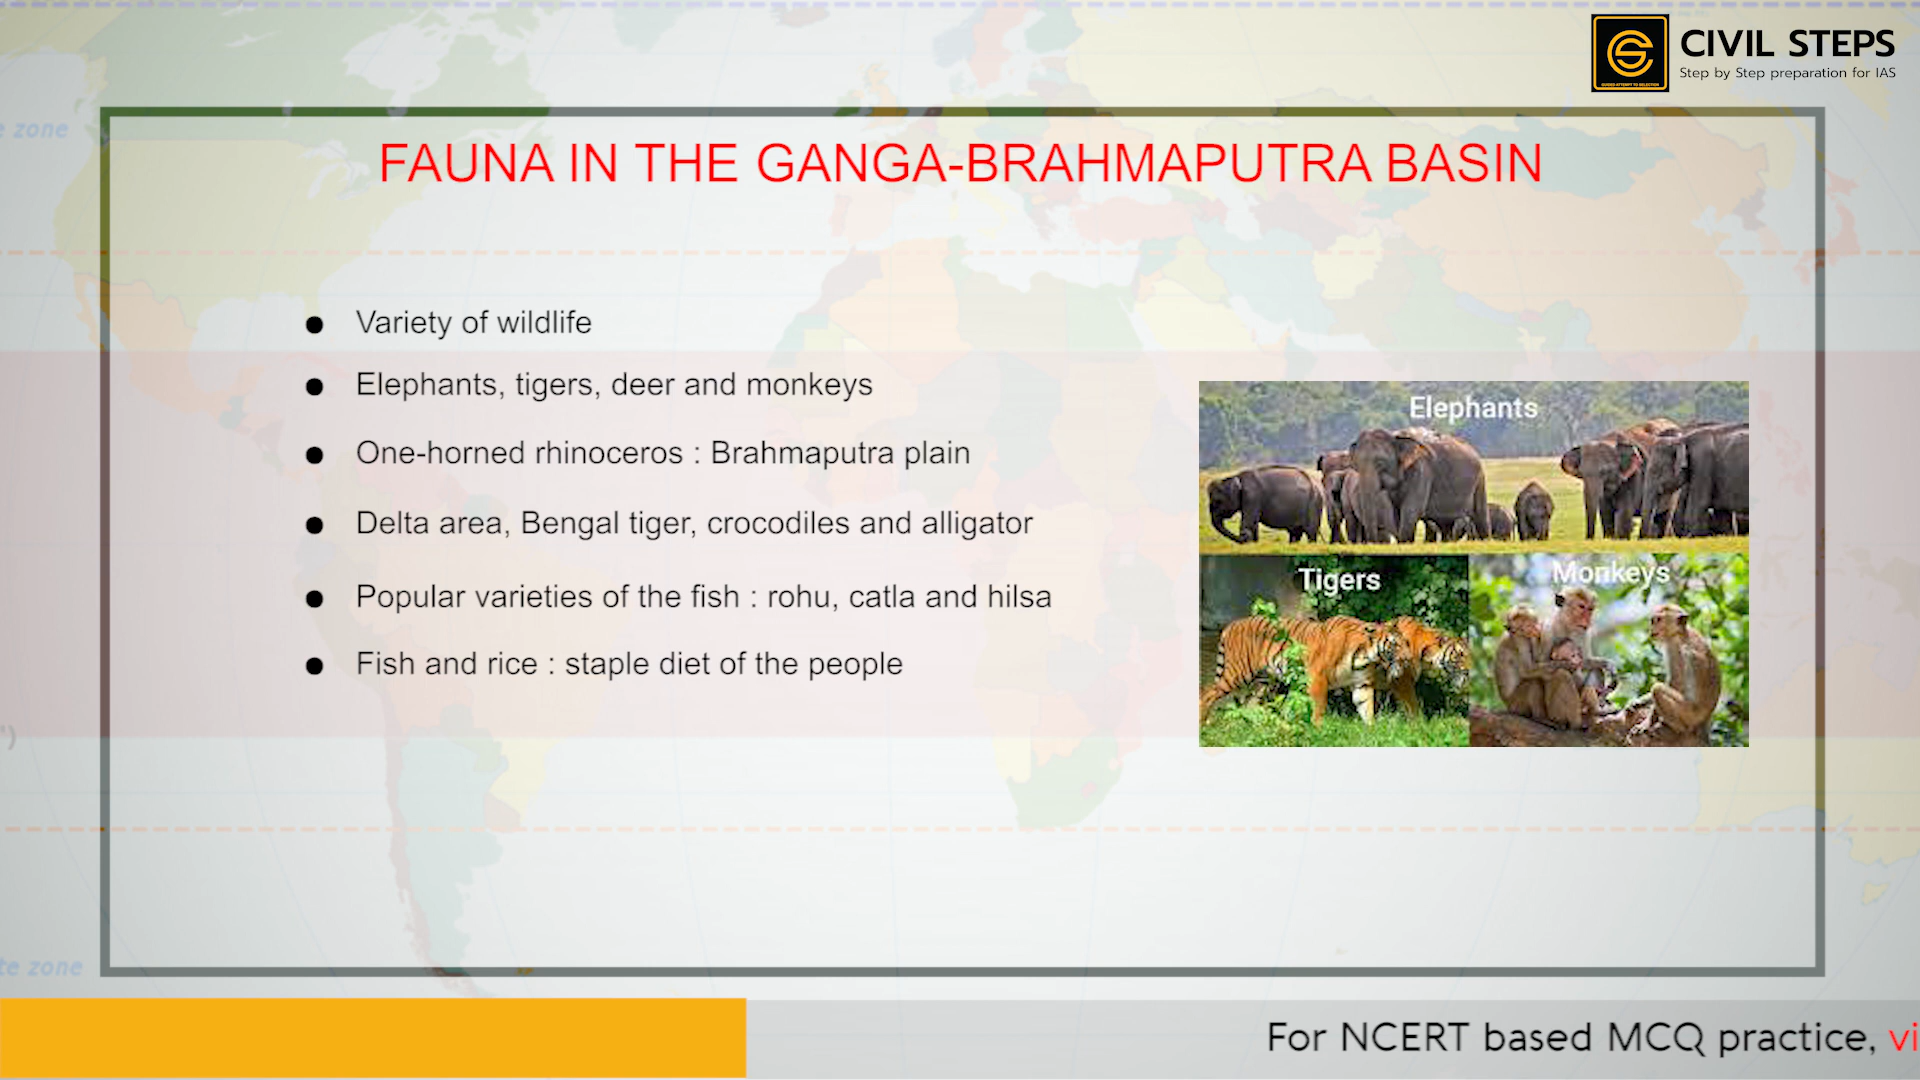 CIVIL STEPS
Step by Step preparation for IAS
zone
FAUNA IN THE GANGA-BRAHMAPUTRA BASIN
● Variety of wildlife
● Elephants, tigers, deer and monkeys
● One-horned rhinoceros : Brahmaputra plain
● Delta area, Bengal tiger, crocodiles and alligator
● Popular varieties of the fish : rohu, catla and hilsa
● Fish and rice : staple diet of the people
Elephants
Tigers
Monkeys
zone
For NCERT based MCQ practice, vi